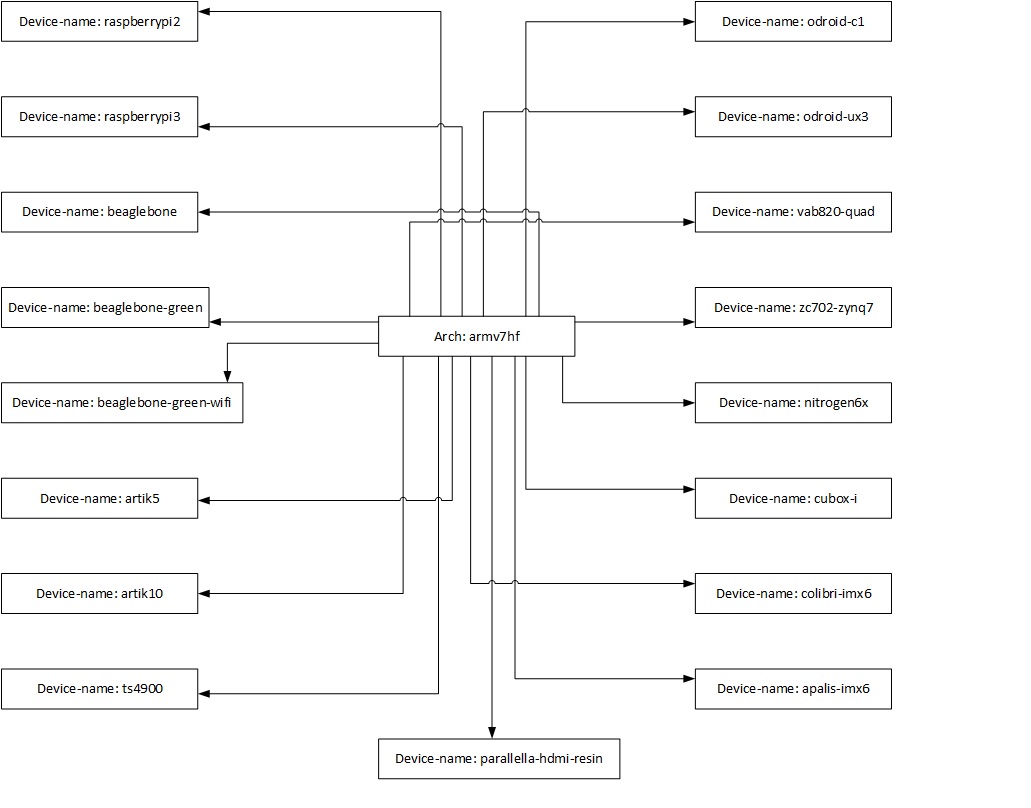 Device-name: raspberrypi2
Device-name: odroid-c1
Device-name: raspberrypi3
Device-name: odroid-ux3
Device-name: beaglebone
Device-name: vab820-quad
Device-name: beaglebone-green
Device-name: zc702-zynq7
Arch: armv7hf
Device-name: beaglebone-green-wifi
Device-name: nitrogen6x
Device-name: artik5
Device-name: cubox-i
Device-name: artik10
Device-name: colibri-imx6
Device-name: ts4900
Device-name: apalis-imx6
Device-name: parallella-hdmi-resin